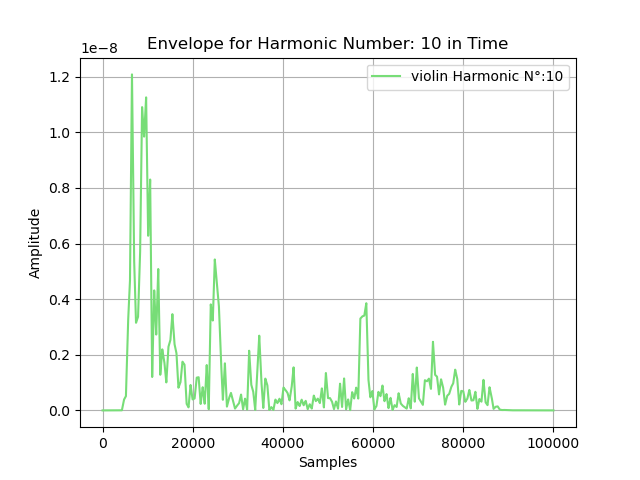 Envelope for Harmonic Number: 10 in Time
1e−8
violin Harmonic N°:10
1.2
1.0
0.8
0.6
0.4
0.2
0.0
Amplitude
0 20000 40000 60000 80000 100000
Samples